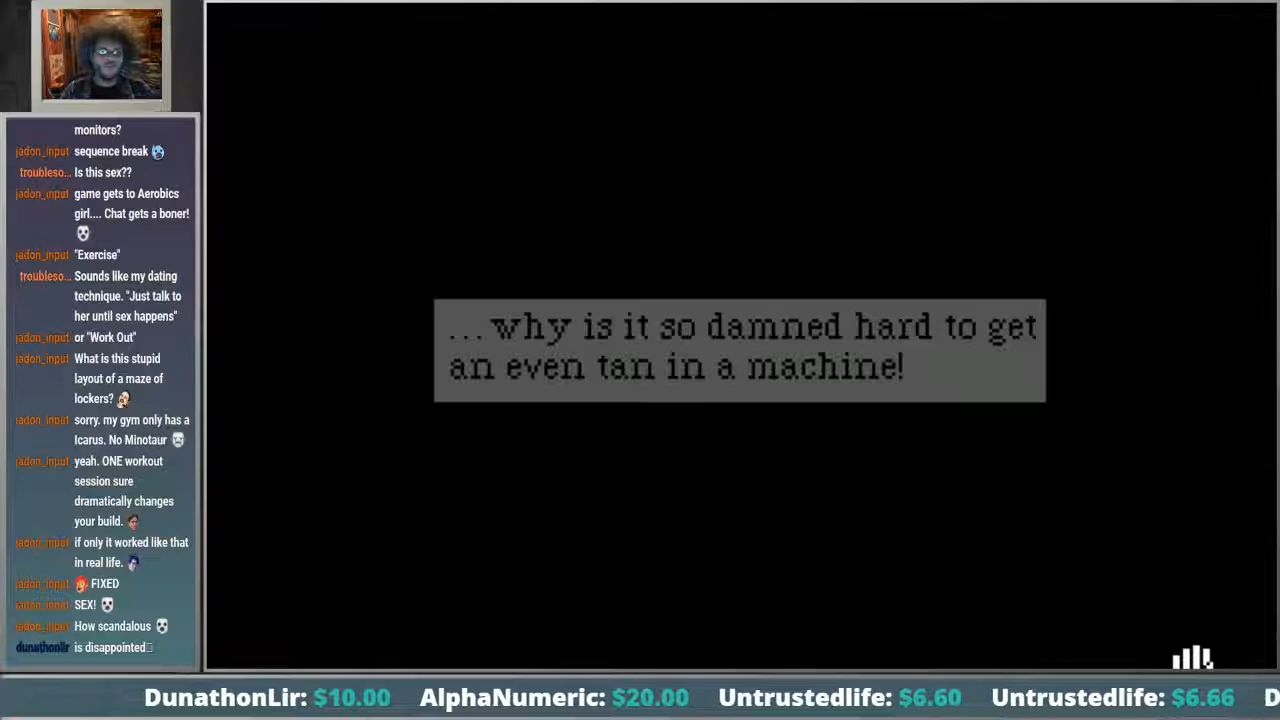 monitors?
jadon_input sequence break
troubleso... Is this sex??
jadon_input game gets to Aerobics
girl.... Chat gets a boner!
jadon_input "Exercise"
troubleso... Sounds like my dating
technique. "Just talk to
her until sex happens"
jadon_input or "Work Out"
jadon_input What is this stupid
layout of a maze of
lockers?
jadon_input sorry. my gym only has a
Icarus. No Minotaur
jadon_input yeah. ONE workout
session sure
dramatically changes
your build.
jadon_input if only it worked like that
in real life.
jadon_input FIXED
jadon_input SEX!
jadon_input How scandalous
dunathonlir is disappointed
... why is it so damned hard to get
an even tan in a machine!
DunathonLir: $10.00 AlphaNumeric: $20.00 Untrustedlife: $6.60 Untrustedlife: $6.66 D